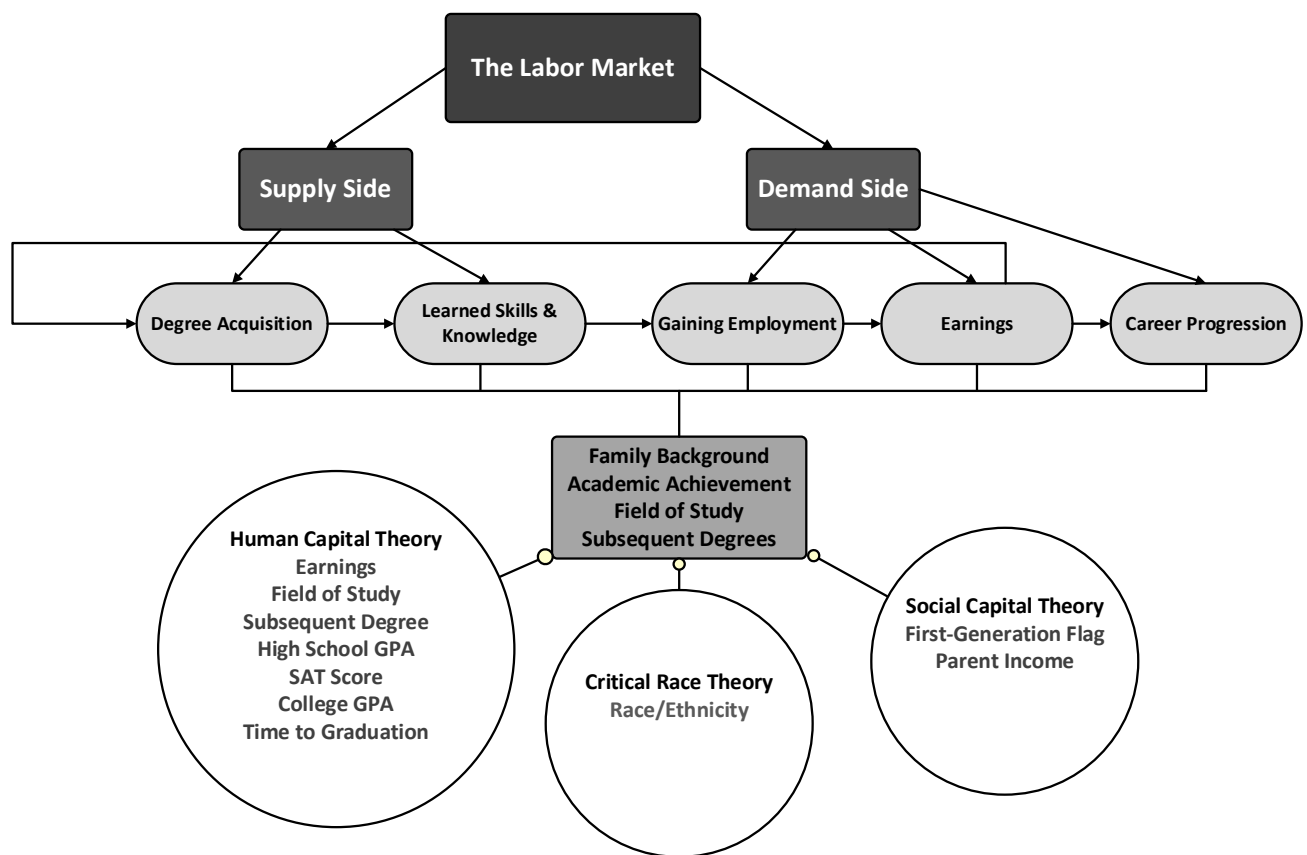 The Labor Market
Supply Side
Demand Side
Degree Acquisition
Learned Skills &
Knowledge
Gaining Employment
Earnings
Career Progression
Family Background
Academic Achievement
Field of Study
Subsequent Degrees
Human Capital Theory
Earnings
Field of Study
Subsequent Degree
High School GPA
SAT Score
College GPA
Time to Graduation
Critical Race Theory
Race/Ethnicity
Social Capital Theory
First-Generation Flag
Parent Income